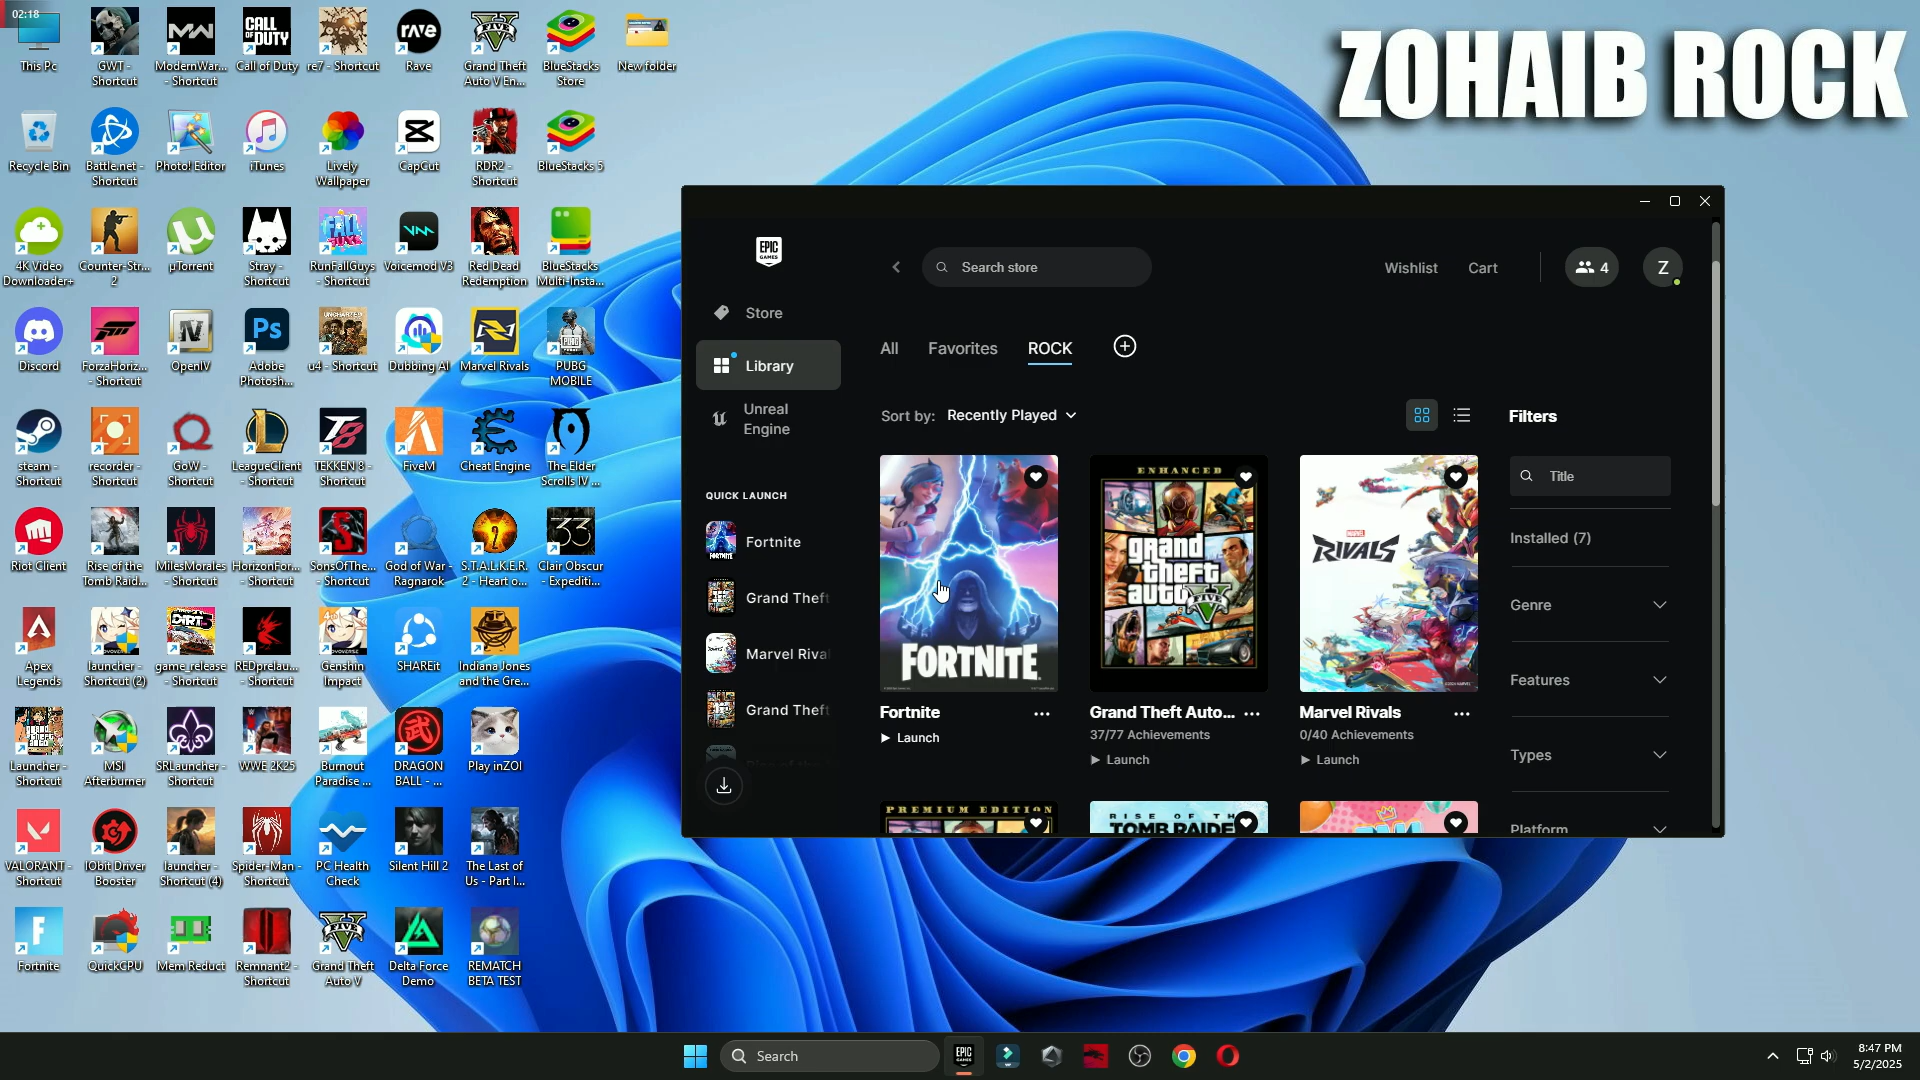 02:18
This Pc
GWT -
Shortcut
ModernWar...
- Shortcut
CALL OF DUTY
Call of Duty
re7 - Shortcut
rave
Rave
Grand Theft
Auto V En...
BlueStacks
Store
New folder
ZOHAIB ROCK
Recycle Bin
Battle.net -
Shortcut
Photo! Editor
iTunes
Lively
Wallpaper
CapCut
RDR2 -
Shortcut
BlueStacks 5
4K Video
Downloader+
Counter-Str...
2
µTorrent
Stray -
Shortcut
RunFallGuys
- Shortcut
Voicemod V3
Red Dead
Redemption
BlueStacks
Multi-Insta...
Discord
ForzaHoriz...
- Shortcut
OpenIV
Ps
Adobe
Photosh...
u4 - Shortcut
Dubbing AI
Marvel Rivals
PUBG
MOBILE
steam -
Shortcut
recorder -
Shortcut
GoW -
Shortcut
LeagueClient
- Shortcut
TEKKEN 8 -
Shortcut
FiveM
Cheat Engine
The Elder
Scrolls IV ...
Riot Client
Rise of the
Tomb Raid...
MilesMorales
- Shortcut
HorizonFor...
- Shortcut
SonsOfThe...
- Shortcut
God of War -
Ragnarok
S.T.A.L.K.E.R.
2 - Heart o...
33
Clair Obscur
- Expediti...
Apex
Legends
launcher -
Shortcut (2)
game_release
- Shortcut
REDprelau...
- Shortcut
Genshin
Impact
SHAREit
Indiana Jones
and the Gre...
Launcher -
Shortcut
MSI
Afterburner
SRLauncher -
Shortcut
WWE 2K25
Burnout
Paradise ...
DRAGON
BALL - ...
Play inZOI
VALORANT -
Shortcut
IObit Driver
Booster
launcher -
Shortcut (4)
Spider-Man -
Shortcut
PC Health
Check
Silent Hill 2
The Last of
Us - Part I...
Fortnite
QuickCPU
Mem Reduct
Remnant2 -
Shortcut
Grand Theft
Auto V
Delta Force
Demo
REMATCH
BETA TEST
EPIC
GAMES
Search store
Wishlist
Cart
4
Z
Store
Library
Unreal
Engine
QUICK LAUNCH
Fortnite
Grand Theft
Marvel Riva
Grand Theft
All
Favorites
ROCK
Sort by: Recently Played
FORTNITE
Fortnite
Launch
ENHANCED
grand
theft
auto
V
Grand Theft Auto...
37/77 Achievements
Launch
MARVEL
RIVALS
Marvel Rivals
0/40 Achievements
Launch
PREMIUM EDITION
RISE OF TH
TOMB RAIDE
Filters
Title
Installed (7)
Genre
Features
Types
Platform
Search
8:47 PM
5/2/2025